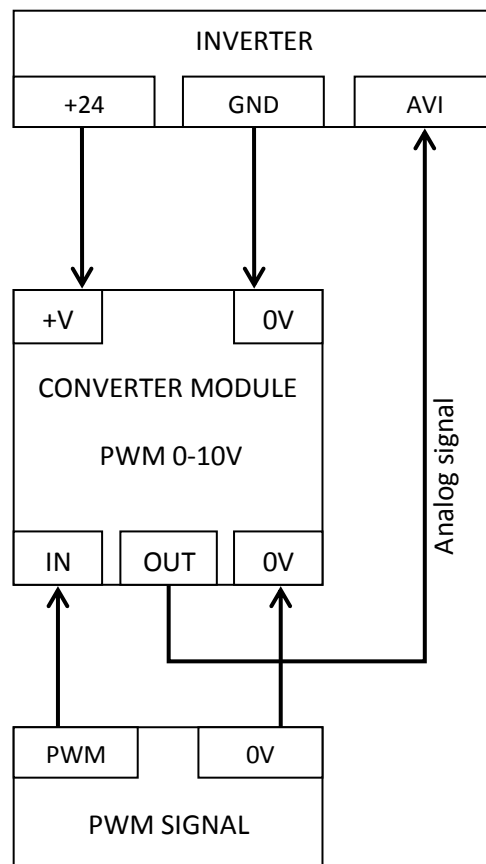 INVERTER
+24
GND
AVI
+V
0V
CONVERTER MODULE
PWM 0-10V
Analog signal
IN
OUT
0V
PWM
0V
PWM SIGNAL